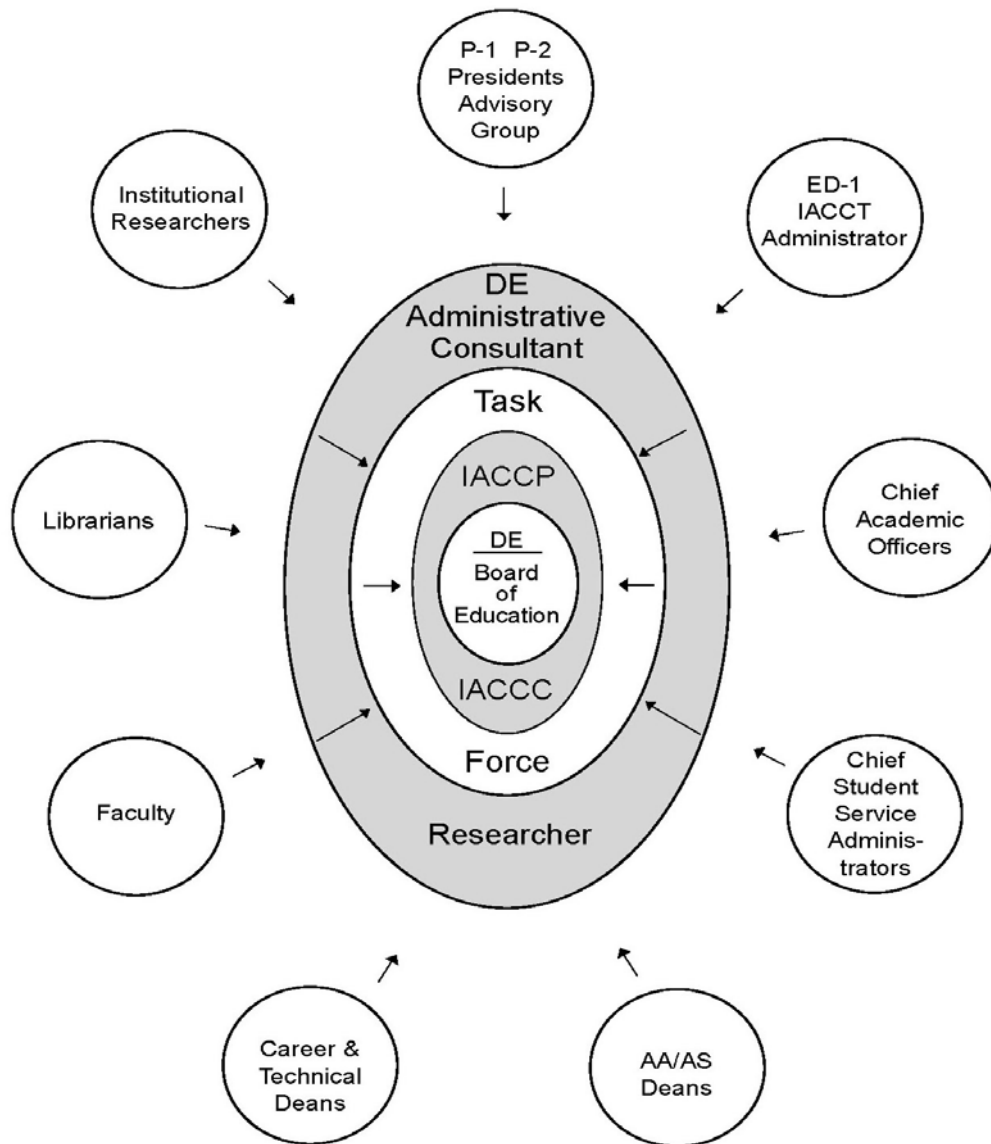 P-1 P-2
Presidents
Advisory
Group
Institutional
Researchers
ED-1
IACCT
Administrator
DE
Administrative
Consultant
Task
IACCP
DE
Board
of
Education
IACCC
Force
Researcher
Librarians
Chief
Academic
Officers
Faculty
Chief
Student
Service
Adminis-
trators
Career &
Technical
Deans
AA/AS
Deans